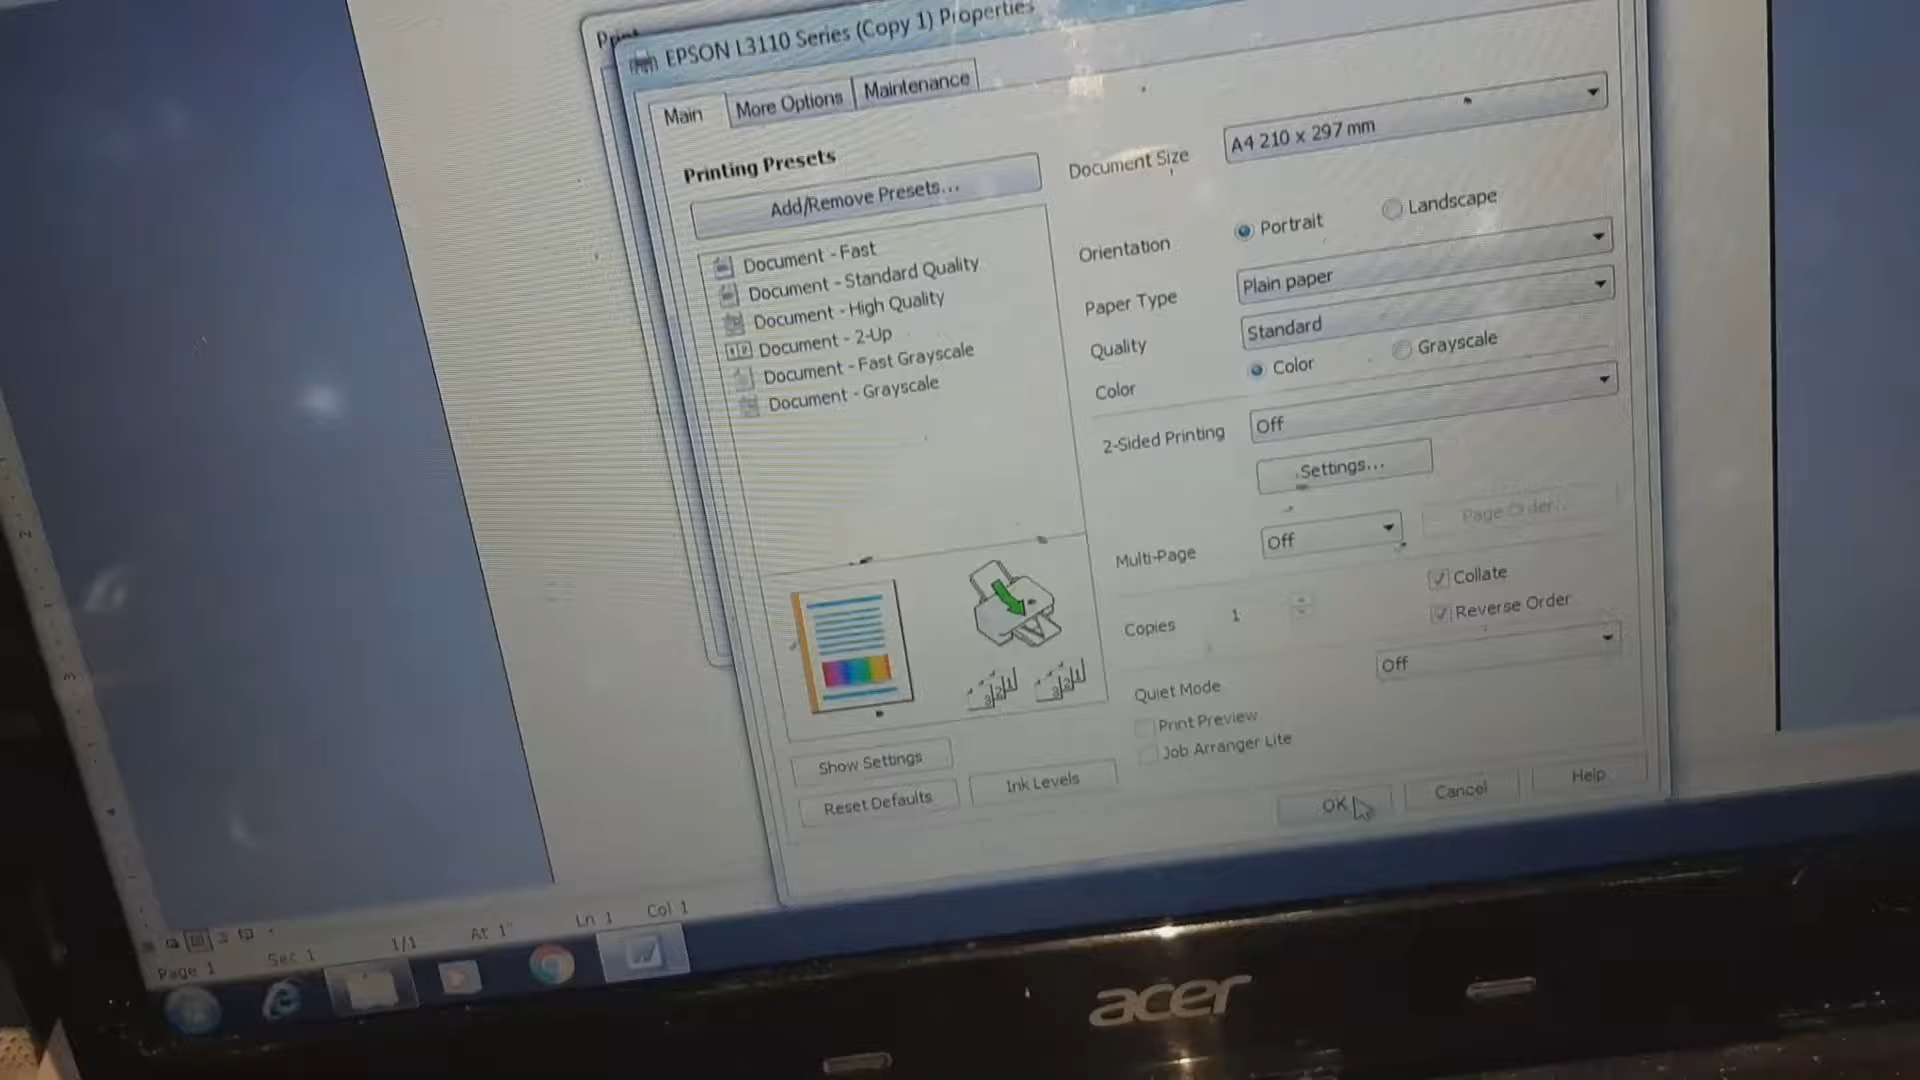 Print
EPSON L3110 Series (Copy 1) Properties
Main
More Options
Maintenance
Printing Presets
Add/Remove Presets...
Document - Fast
Document - Standard Quality
Document - High Quality
Document - 2-Up
Document - Fast Grayscale
Document - Grayscale
Show Settings
Reset Defaults
Ink Levels
Document Size
A4 210 x 297 mm
Orientation
Portrait
Landscape
Paper Type
Plain paper
Quality
Standard
Color
Color
Grayscale
2-Sided Printing
Off
Settings...
Multi-Page
Off
Page Order...
Copies
1
Collate
Reverse Order
Quiet Mode
Off
Print Preview
Job Arranger Lite
OK
Cancel
Help
Page 1
Sec 1
1/1
At 1"
Ln 1
Col 1
acer